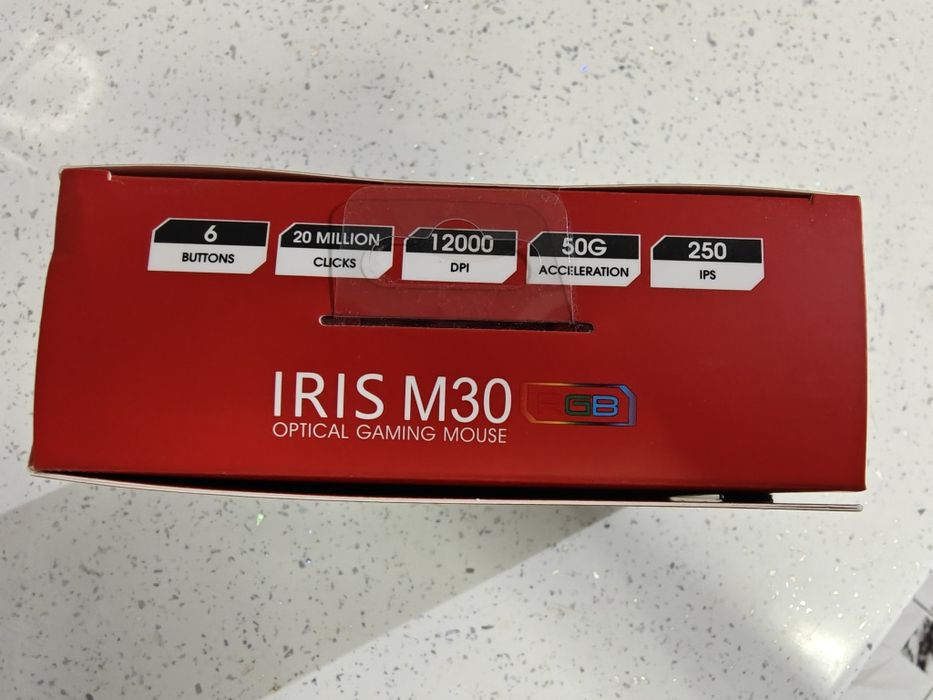 6
BUTTONS
20 MILLION
CLICKS
12000
DPI
50G
ACCELERATION
250
IPS
IRIS M30 RGB
OPTICAL GAMING MOUSE